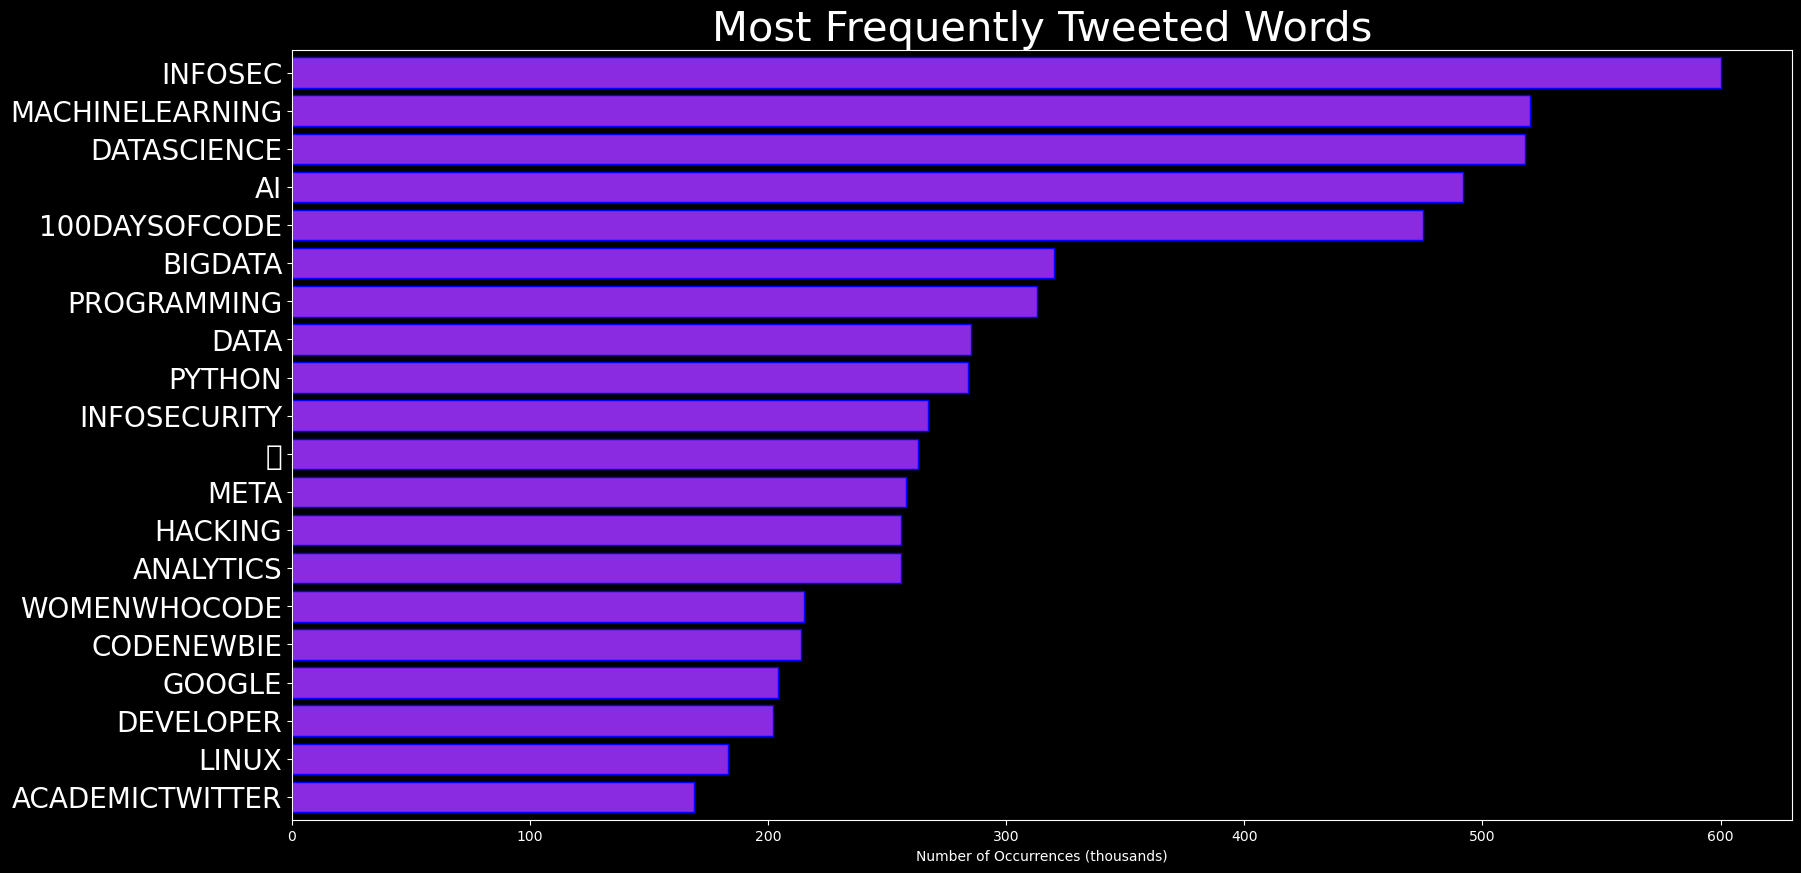 Most Frequently Tweeted Words
INFOSEC
MACHINELEARNING
DATASCIENCE
AI
100DAYSOFCODE
BIGDATA
PROGRAMMING
DATA
PYTHON
INFOSECURITY
META
HACKING
ANALYTICS
WOMENWHOCODE
CODENEWBIE
GOOGLE
DEVELOPER
LINUX
ACADEMICTWITTER
0 100 200 300 400 500 600
Number of Occurrences (thousands)